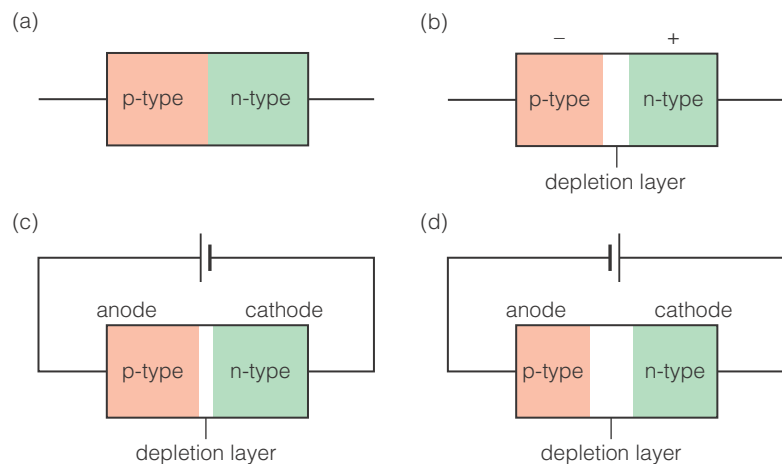 (a)
p-type
n-type
(b)
− +
p-type
n-type
depletion layer
(c)
anode
cathode
p-type
n-type
depletion layer
(d)
anode
cathode
p-type
n-type
depletion layer